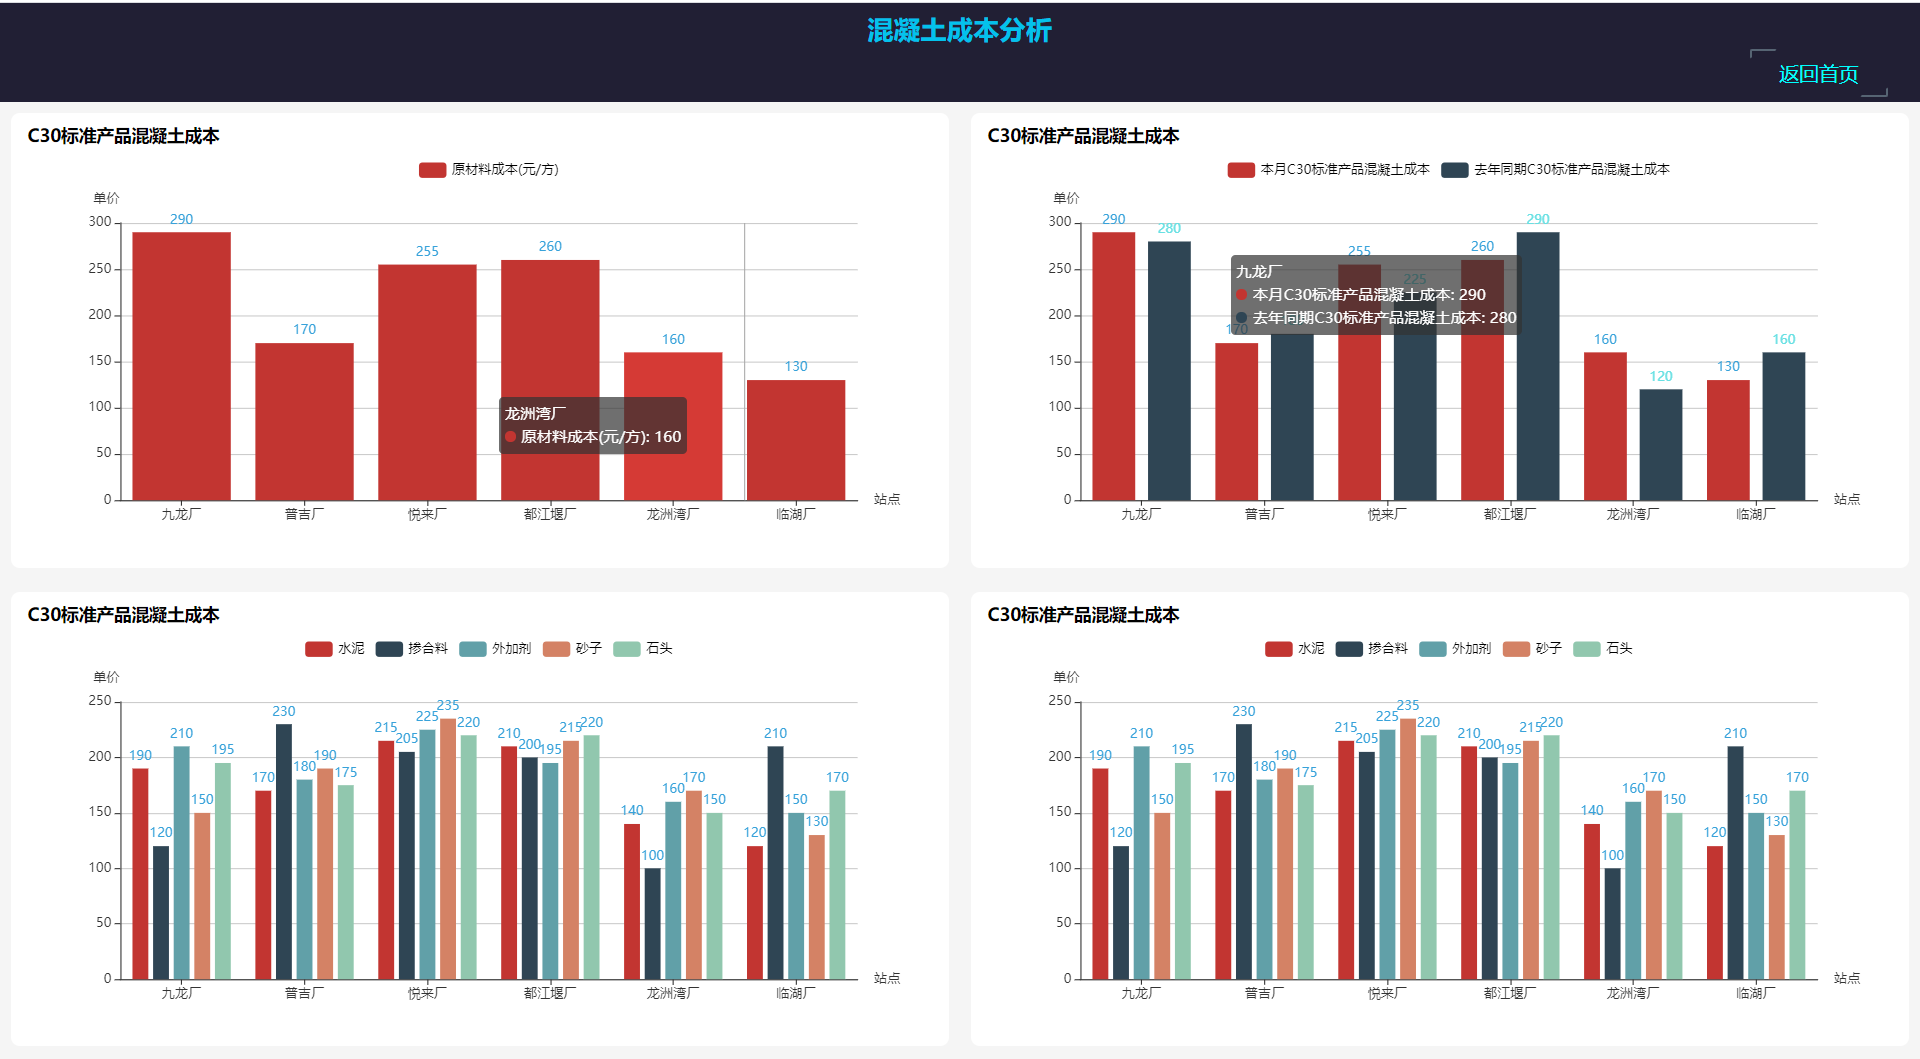 混凝土成本分析
返回首页
C30标准产品混凝土成本
原材料成本(元/方)
单价
300
250
200
150
100
50
0
290
170
255
260
160
130
龙洲湾厂
原材料成本(元/方): 160
九龙厂
普吉厂
悦来厂
都江堰厂
龙洲湾厂
临湖厂
站点
C30标准产品混凝土成本
本月C30标准产品混凝土成本
去年同期C30标准产品混凝土成本
单价
300
250
200
150
100
50
0
290
280
170
255
225
260
290
160
120
130
160
九龙厂
本月C30标准产品混凝土成本: 290
去年同期C30标准产品混凝土成本: 280
九龙厂
普吉厂
悦来厂
都江堰厂
龙洲湾厂
临湖厂
站点
C30标准产品混凝土成本
水泥
掺合料
外加剂
砂子
石头
单价
250
200
150
100
50
0
190
120
210
150
195
170
230
180
190
175
215
205
225
235
220
210
200
195
215
220
140
100
160
170
150
120
210
150
130
170
九龙厂
普吉厂
悦来厂
都江堰厂
龙洲湾厂
临湖厂
站点
C30标准产品混凝土成本
水泥
掺合料
外加剂
砂子
石头
单价
250
200
150
100
50
0
190
120
210
150
195
170
230
180
190
175
215
205
225
235
220
210
200
195
215
220
140
100
160
170
150
120
210
150
130
170
九龙厂
普吉厂
悦来厂
都江堰厂
龙洲湾厂
临湖厂
站点